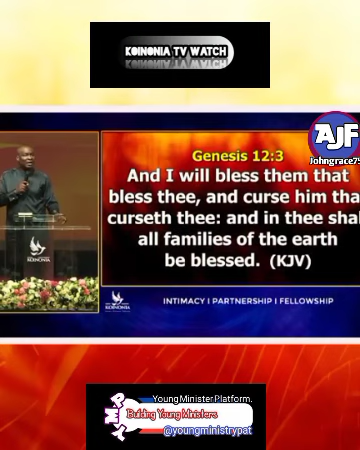 KOINONIA TV WATCH
AJF
Johngrace75
Genesis 12:3
And I will bless them that
bless thee, and curse him tha
curseth thee: and in thee shal
all families of the earth
be blessed. (KJV)
KOINONIA
KOINONIA
INTIMACY | PARTNERSHIP | FELLOWSHIP
YoungMinister Platform.
Building Young Ministers
@youngministrypat